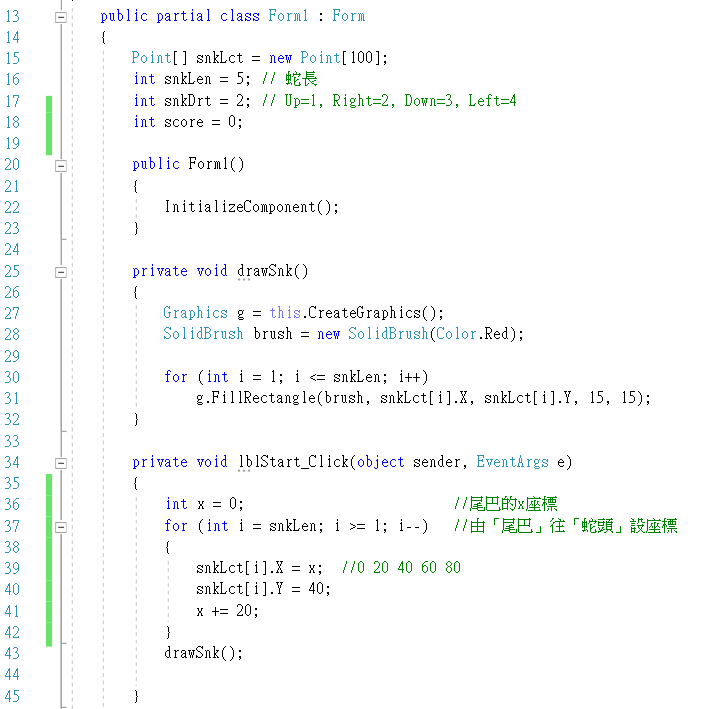 13 public partial class Form1 : Form
14 {
15 Point[] snkLct = new Point[100];
16 int snkLen = 5; // 蛇長
17 int snkDrt = 2; // Up=1, Right=2, Down=3, Left=4
18 int score = 0;
19
20 public Form1()
21 {
22 InitializeComponent();
23 }
24
25 private void drawSnk()
26 {
27 Graphics g = this.CreateGraphics();
28 SolidBrush brush = new SolidBrush(Color.Red);
29
30 for (int i = 1; i <= snkLen; i++)
31 g.FillRectangle(brush, snkLct[i].X, snkLct[i].Y, 15, 15);
32 }
33
34 private void lblStart_Click(object sender, EventArgs e)
35 {
36 int x = 0; //尾巴的x座標
37 for (int i = snkLen; i >= 1; i--) //由「尾巴」往「蛇頭」設座標
38 {
39 snkLct[i].X = x; //0 20 40 60 80
40 snkLct[i].Y = 40;
41 x += 20;
42 }
43 drawSnk();
44
45 }